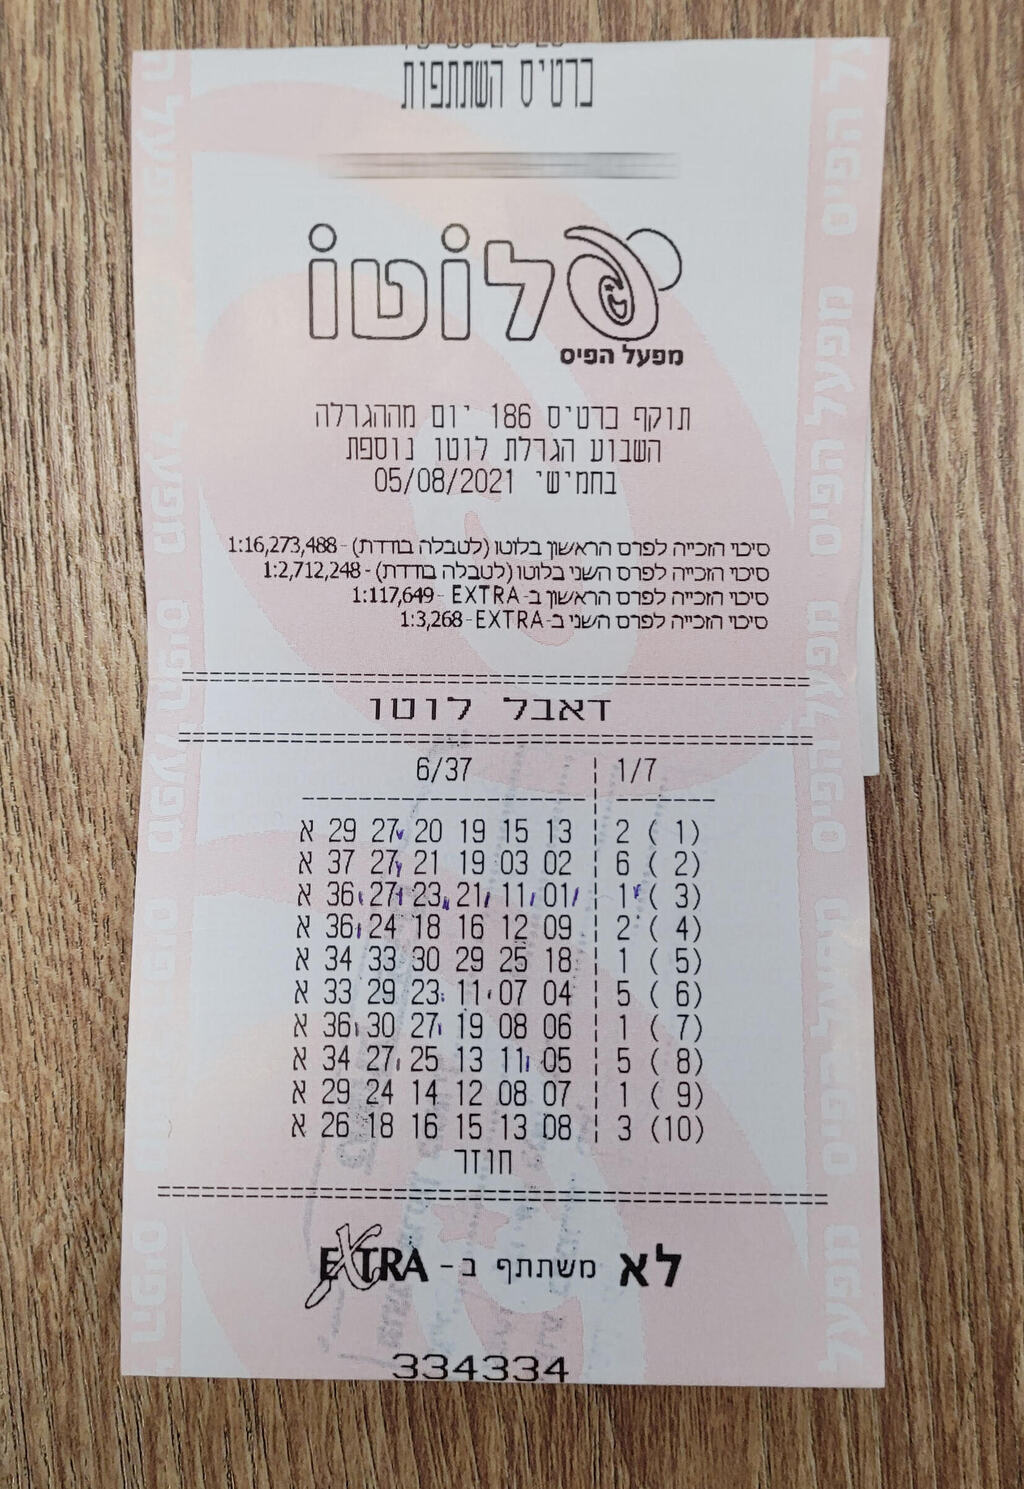 כרטיס השתתפות
לוטו
מפעל הפיס
תוקף כרטיס 186 יום מההגרלה
השבוע הגרלת לוטו נוספת
בחמישי 05/08/2021
סיכוי הזכייה לפרס הראשון בלוטו (לטבלה בודדת) - 1:16,273,488
סיכוי הזכייה לפרס השני בלוטו (לטבלה בודדת) - 1:2,712,248
סיכוי הזכייה לפרס הראשון ב-EXTRA - 1:117,649
סיכוי הזכייה לפרס השני ב-EXTRA - 1:3,268
דאבל לוטו
6/37 ¦ 1/7
א 29 27 20 19 15 13 ¦ 2 ( 1)
א 37 27 21 19 03 02 ¦ 6 ( 2)
א 36 27 23 21 11 01 ¦ 1 ( 3)
א 36 24 18 16 12 09 ¦ 2 ( 4)
א 34 33 30 29 25 18 ¦ 1 ( 5)
א 33 29 23 11 07 04 ¦ 5 ( 6)
א 36 30 27 19 08 06 ¦ 1 ( 7)
א 34 27 25 13 11 05 ¦ 5 ( 8)
א 29 24 14 12 08 07 ¦ 1 ( 9)
א 26 18 16 15 13 08 ¦ 3 (10)
חוזר
לא משתתף ב- EXTRA
334334